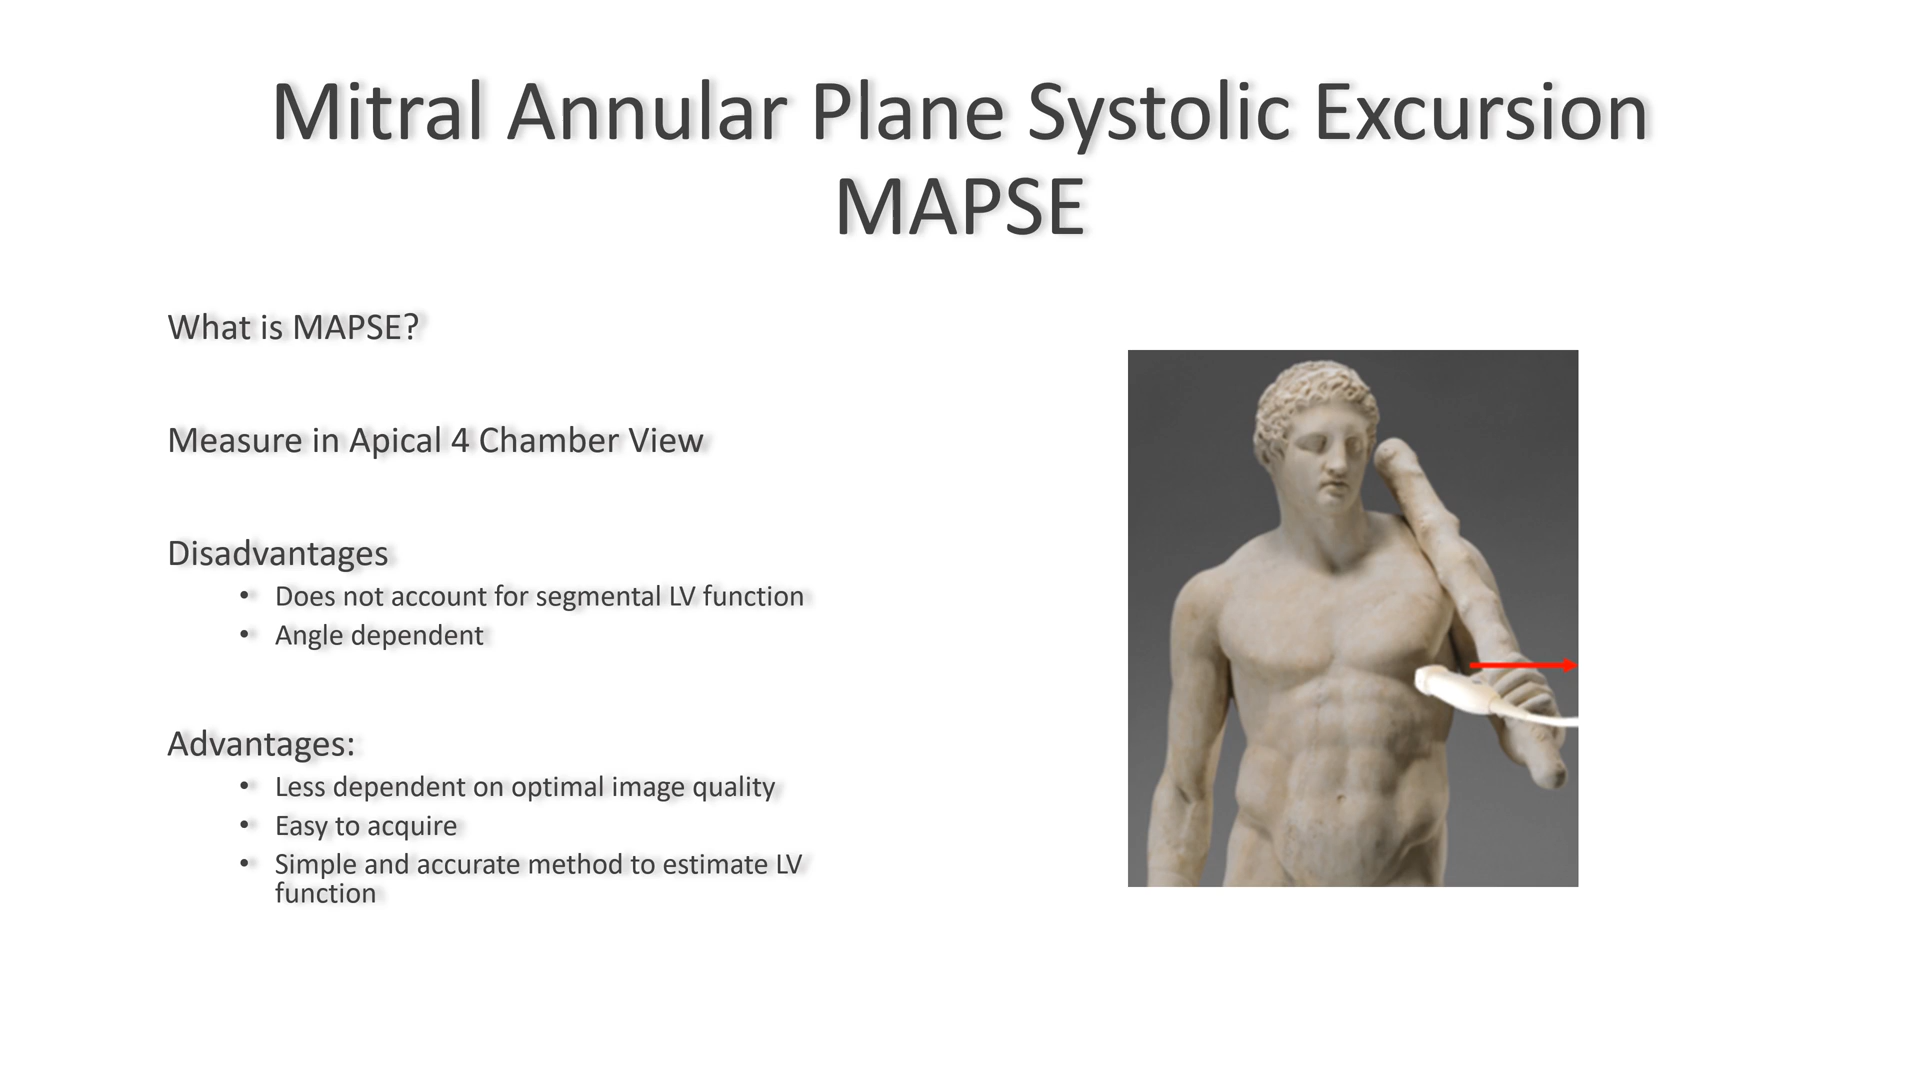 Mitral Annular Plane Systolic Excursion
MAPSE
What is MAPSE?
Measure in Apical 4 Chamber View
Disadvantages
• Does not account for segmental LV function
• Angle dependent
Advantages:
• Less dependent on optimal image quality
• Easy to acquire
• Simple and accurate method to estimate LV
function